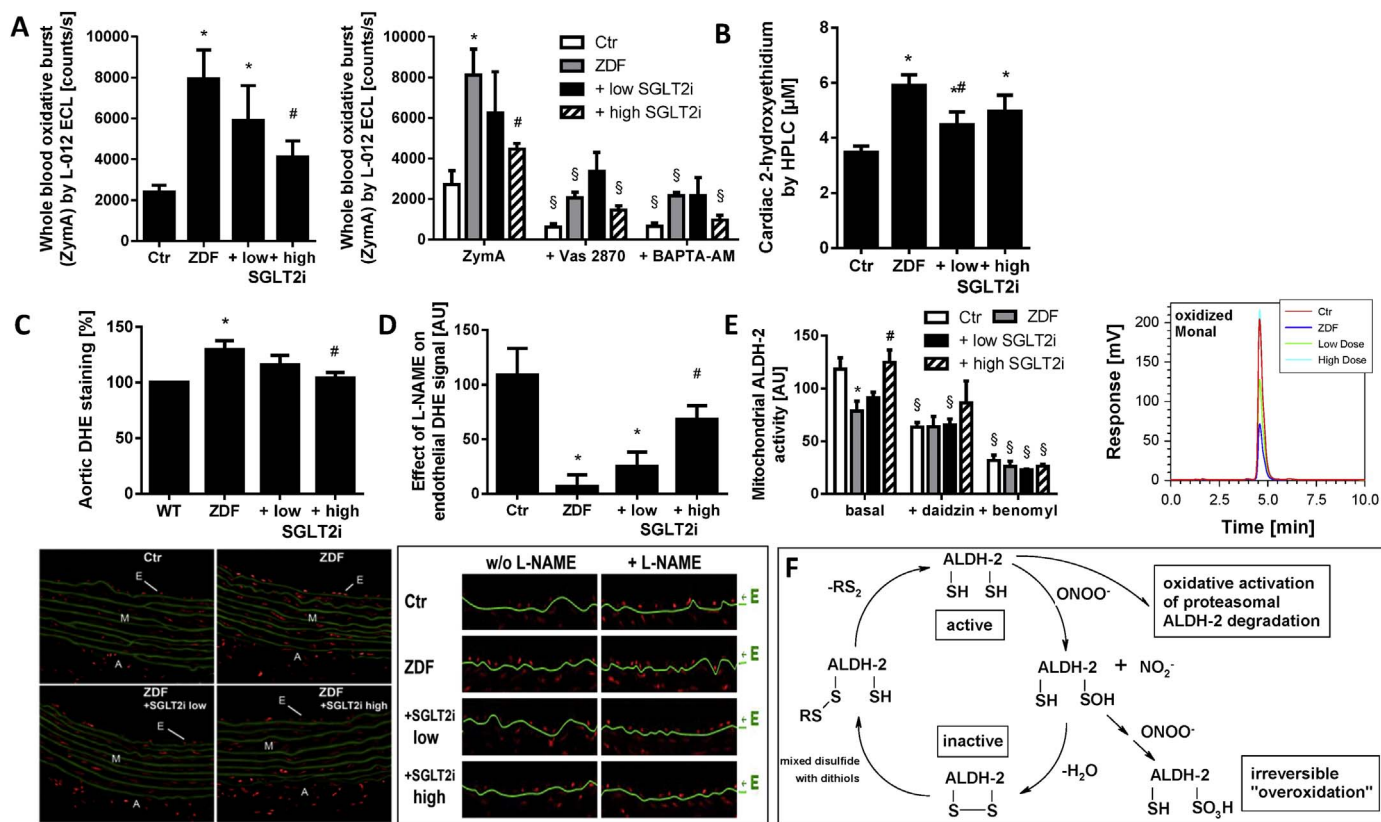 A
Whole blood oxidative burst
(ZymA) by L-012 ECL [counts/s]
10000
8000
6000
4000
2000
0
*
*
#
Ctr
ZDF
+ low
+ high
SGLT2i
Whole blood oxidative burst
(ZymA) by L-012 ECL [counts/s]
10000
8000
6000
4000
2000
0
*
#
§
§
§
§
§
§
Ctr
ZDF
+ low SGLT2i
+ high SGLT2i
ZymA
+ Vas 2870
+ BAPTA-AM
B
Cardiac 2-hydroxyethidium
by HPLC [µM]
8
6
4
2
0
*
*#
*
Ctr
ZDF
+ low
+ high
SGLT2i
C
Aortic DHE staining [%]
150
100
50
0
*
#
WT
ZDF
+ low
+ high
SGLT2i
D
Effect of L-NAME on
endothelial DHE signal [AU]
150
100
50
0
*
*
#
Ctr
ZDF
+ low
+ high
SGLT2i
E
Mitochondrial ALDH-2
activity [AU]
150
100
50
0
Ctr
ZDF
+ low SGLT2i
+ high SGLT2i
*
#
§
§
§
§
§
§
basal
+ daidzin
+ benomyl
oxidized
Monal
Ctr
ZDF
Low Dose
High Dose
Response [mV]
200
150
100
50
0
0.0
2.5
5.0
7.5
10.0
Time [min]
Ctr
E
M
A
ZDF
E
M
A
ZDF
+SGLT2i low
E
M
A
ZDF
+SGLT2i high
E
M
A
w/o L-NAME
+ L-NAME
Ctr
E
ZDF
E
+SGLT2i
low
E
+SGLT2i
high
E
F
ALDH-2
SH SH
active
-RS2
ONOO-
oxidative activation
of proteasomal
ALDH-2 degradation
ALDH-2
S SH
RS
ALDH-2 + NO2-
SH SOH
ONOO-
inactive
mixed disulfide
with dithiols
-H2O
ALDH-2
S S
ALDH-2
SH SO3H
irreversible
"overoxidation"